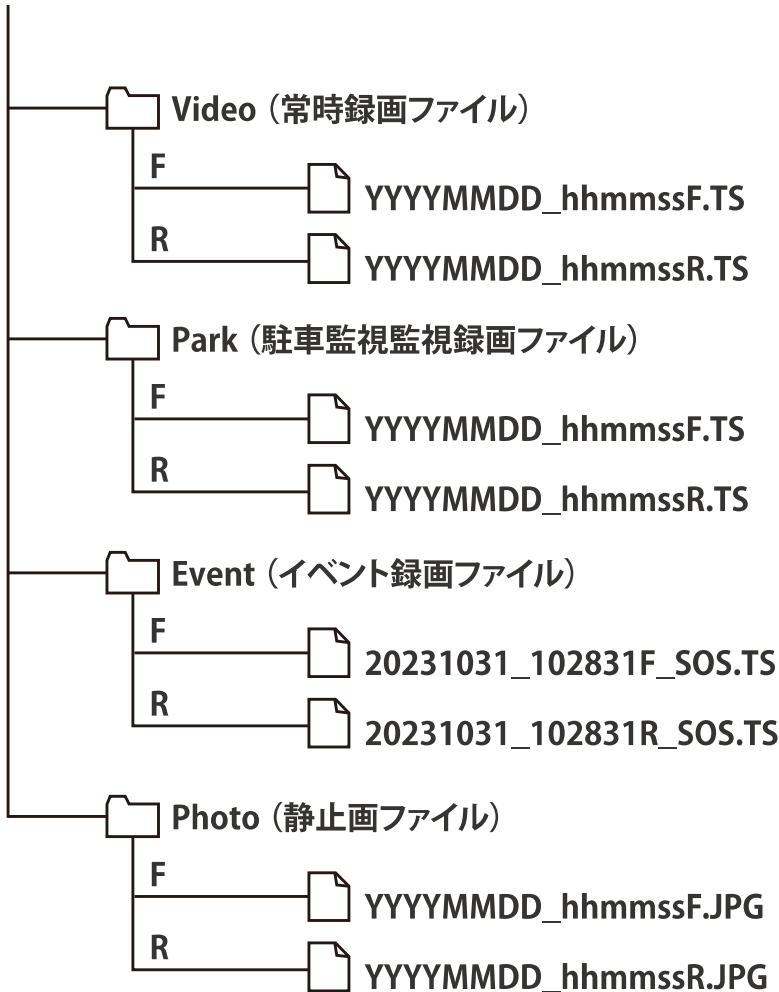 Video（常時録画ファイル）
F
YYYYMMDD_hhmmssF.TS
R
YYYYMMDD_hhmmssR.TS
Park（駐車監視監視録画ファイル）
F
YYYYMMDD_hhmmssF.TS
R
YYYYMMDD_hhmmssR.TS
Event（イベント録画ファイル）
F
20231031_102831F_SOS.TS
R
20231031_102831R_SOS.TS
Photo（静止画ファイル）
F
YYYYMMDD_hhmmssF.JPG
R
YYYYMMDD_hhmmssR.JPG